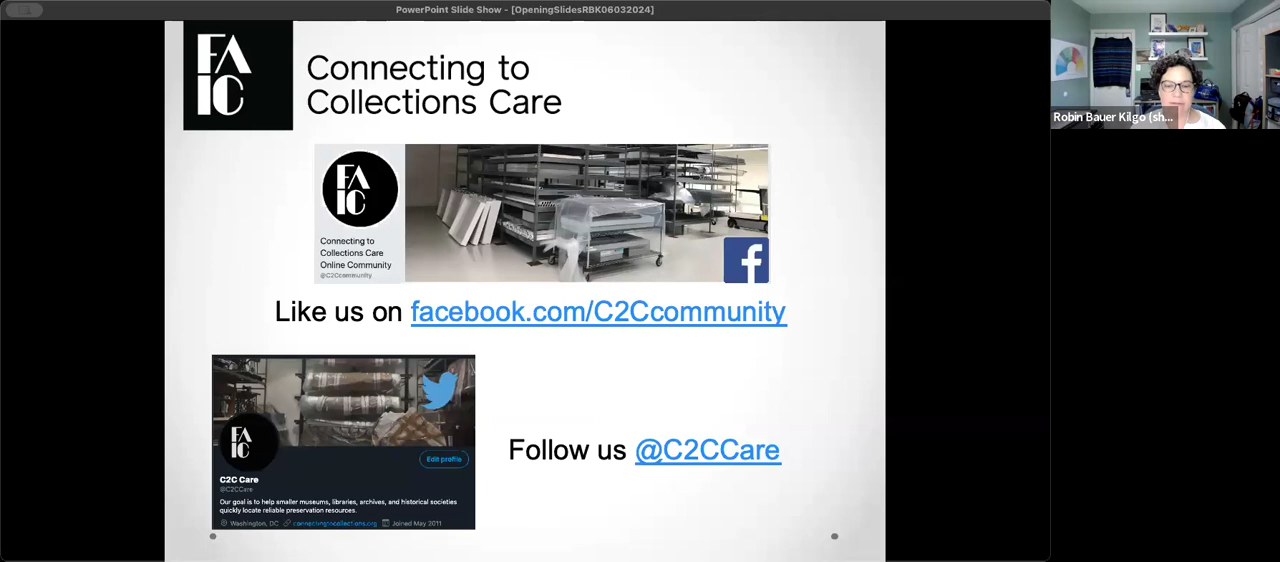 PowerPoint Slide Show - [OpeningSlidesRBK06032024]
FA
IC
Connecting to
Collections Care
FA
IC
Connecting to
Collections Care
Online Community
@C2Ccommunity
f
Like us on facebook.com/C2Ccommunity
FA
IC
Edit profile
C2C Care
@C2CCare
Our goal is to help smaller museums, libraries, archives, and historical societies
quickly locate reliable preservation resources.
Washington, DC connectingtocollections.org Joined May 2011
Follow us @C2CCare
Robin Bauer Kilgo (sh...